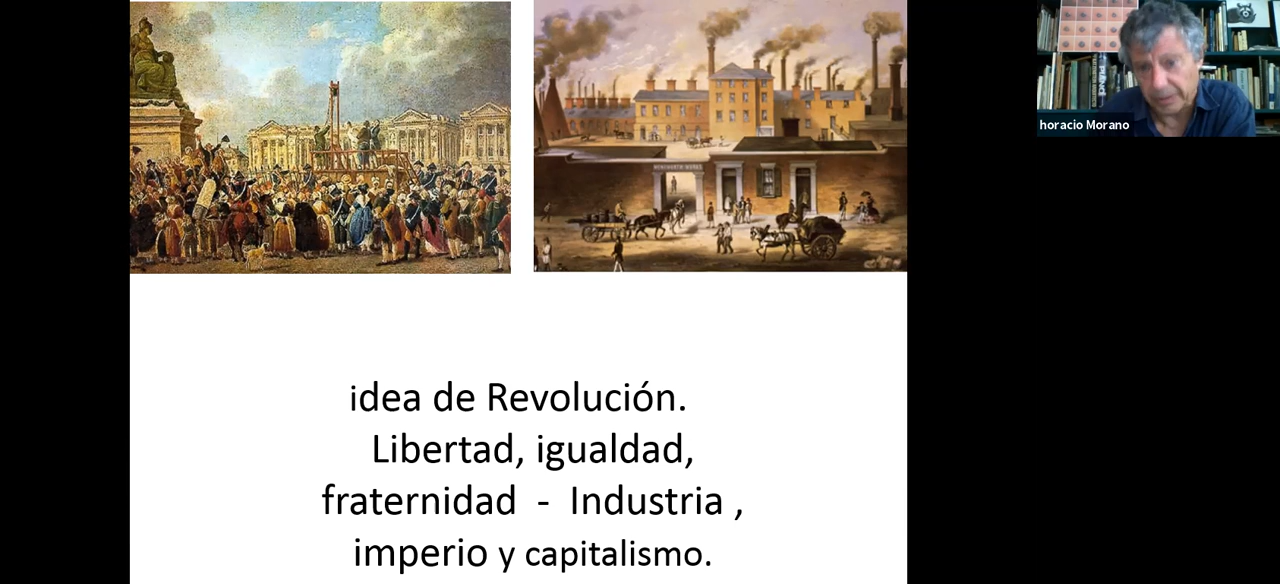 horacio Morano
idea de Revolución.
Libertad, igualdad,
fraternidad - Industria ,
imperio y capitalismo.